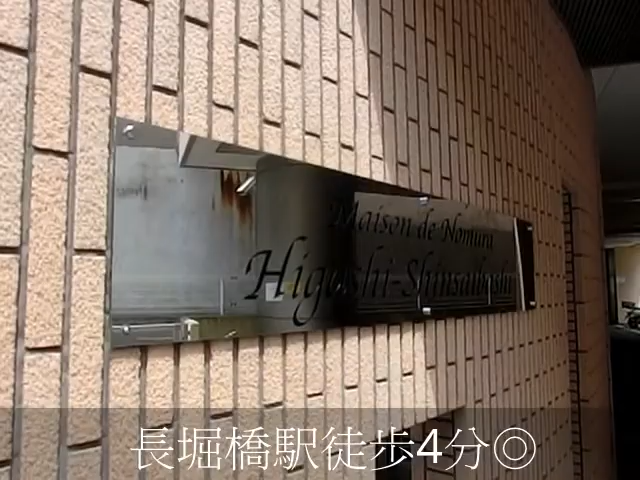 Maison de Nomura
Higashi-Shinsaibashi
長堀橋駅徒歩4分◎